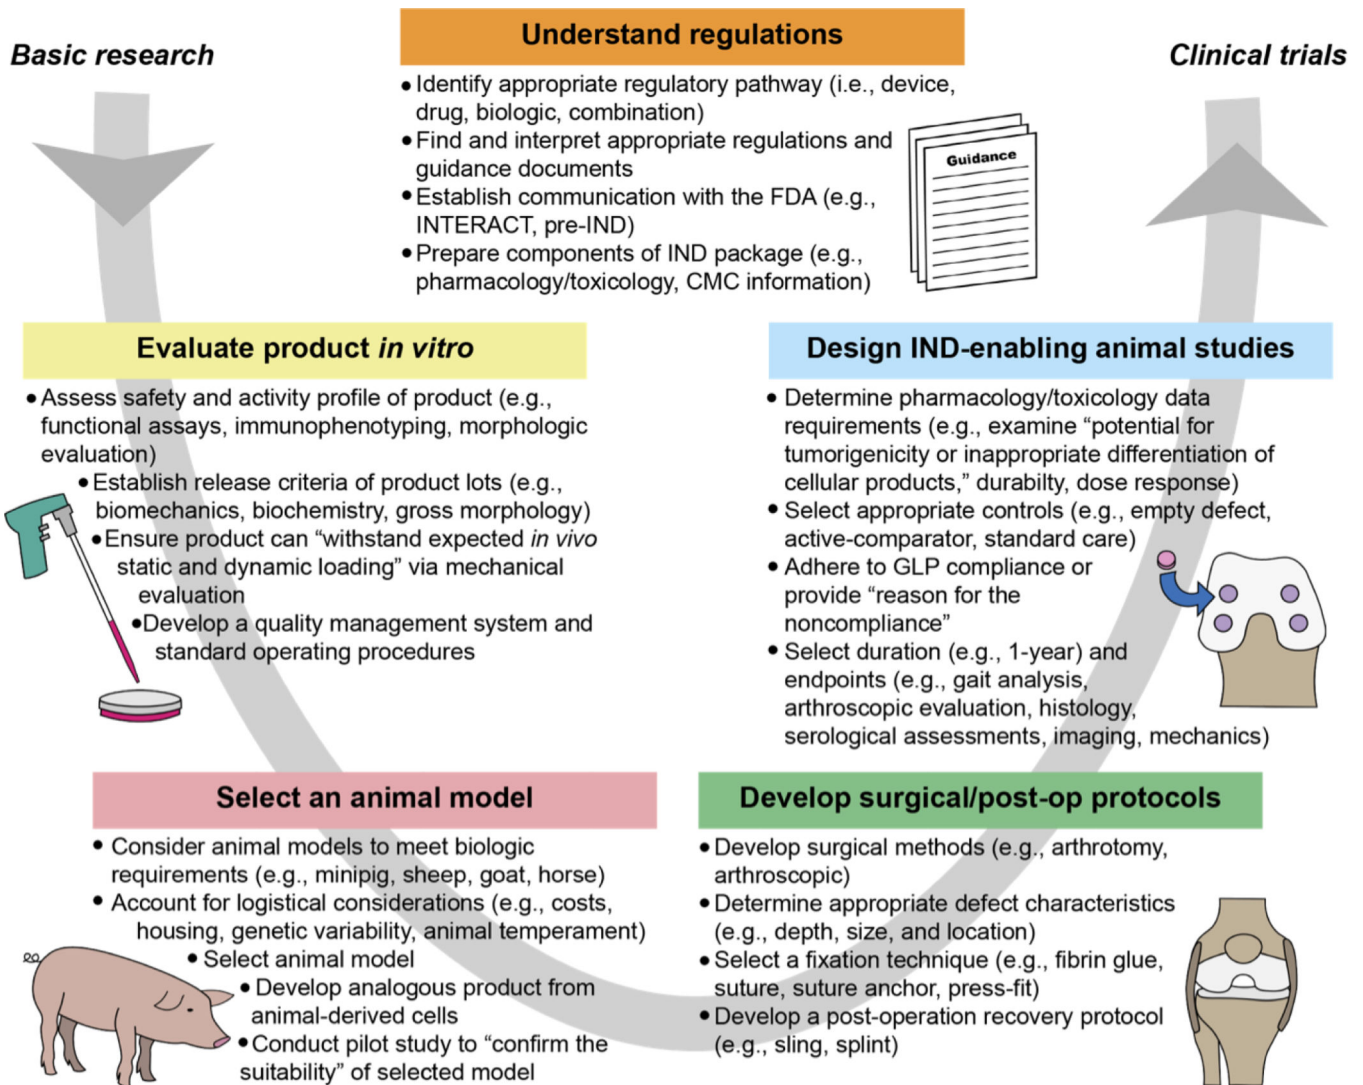 Basic research
Understand regulations
Clinical trials
• Identify appropriate regulatory pathway (i.e., device,
drug, biologic, combination)
• Find and interpret appropriate regulations and
guidance documents
• Establish communication with the FDA (e.g.,
INTERACT, pre-IND)
• Prepare components of IND package (e.g.,
pharmacology/toxicology, CMC information)
Guidance
Evaluate product in vitro
• Assess safety and activity profile of product (e.g.,
functional assays, immunophenotyping, morphologic
evaluation)
• Establish release criteria of product lots (e.g.,
biomechanics, biochemistry, gross morphology)
• Ensure product can “withstand expected in vivo
static and dynamic loading” via mechanical
evaluation
• Develop a quality management system and
standard operating procedures
Design IND-enabling animal studies
• Determine pharmacology/toxicology data
requirements (e.g., examine “potential for
tumorigenicity or inappropriate differentiation of
cellular products,” durabilty, dose response)
• Select appropriate controls (e.g., empty defect,
active-comparator, standard care)
• Adhere to GLP compliance or
provide “reason for the
noncompliance”
• Select duration (e.g., 1-year) and
endpoints (e.g., gait analysis,
arthroscopic evaluation, histology,
serological assessments, imaging, mechanics)
Select an animal model
• Consider animal models to meet biologic
requirements (e.g., minipig, sheep, goat, horse)
• Account for logistical considerations (e.g., costs,
housing, genetic variability, animal temperament)
• Select animal model
• Develop analogous product from
animal-derived cells
• Conduct pilot study to “confirm the
suitability” of selected model
Develop surgical/post-op protocols
• Develop surgical methods (e.g., arthrotomy,
arthroscopic)
• Determine appropriate defect characteristics
(e.g., depth, size, and location)
• Select a fixation technique (e.g., fibrin glue,
suture, suture anchor, press-fit)
• Develop a post-operation recovery protocol
(e.g., sling, splint)